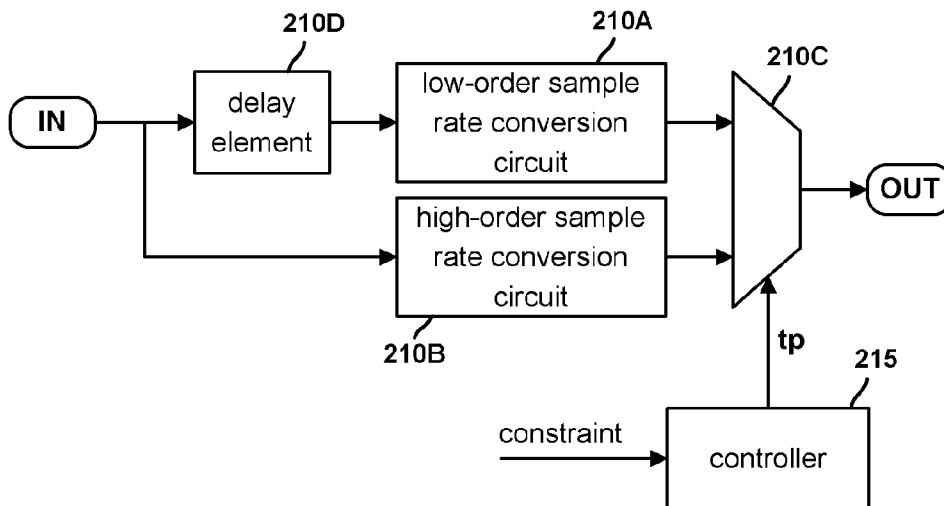 210D
210A
210C
IN
delay
element
low-order sample
rate conversion
circuit
OUT
high-order sample
rate conversion
circuit
210B
tp
215
constraint
controller